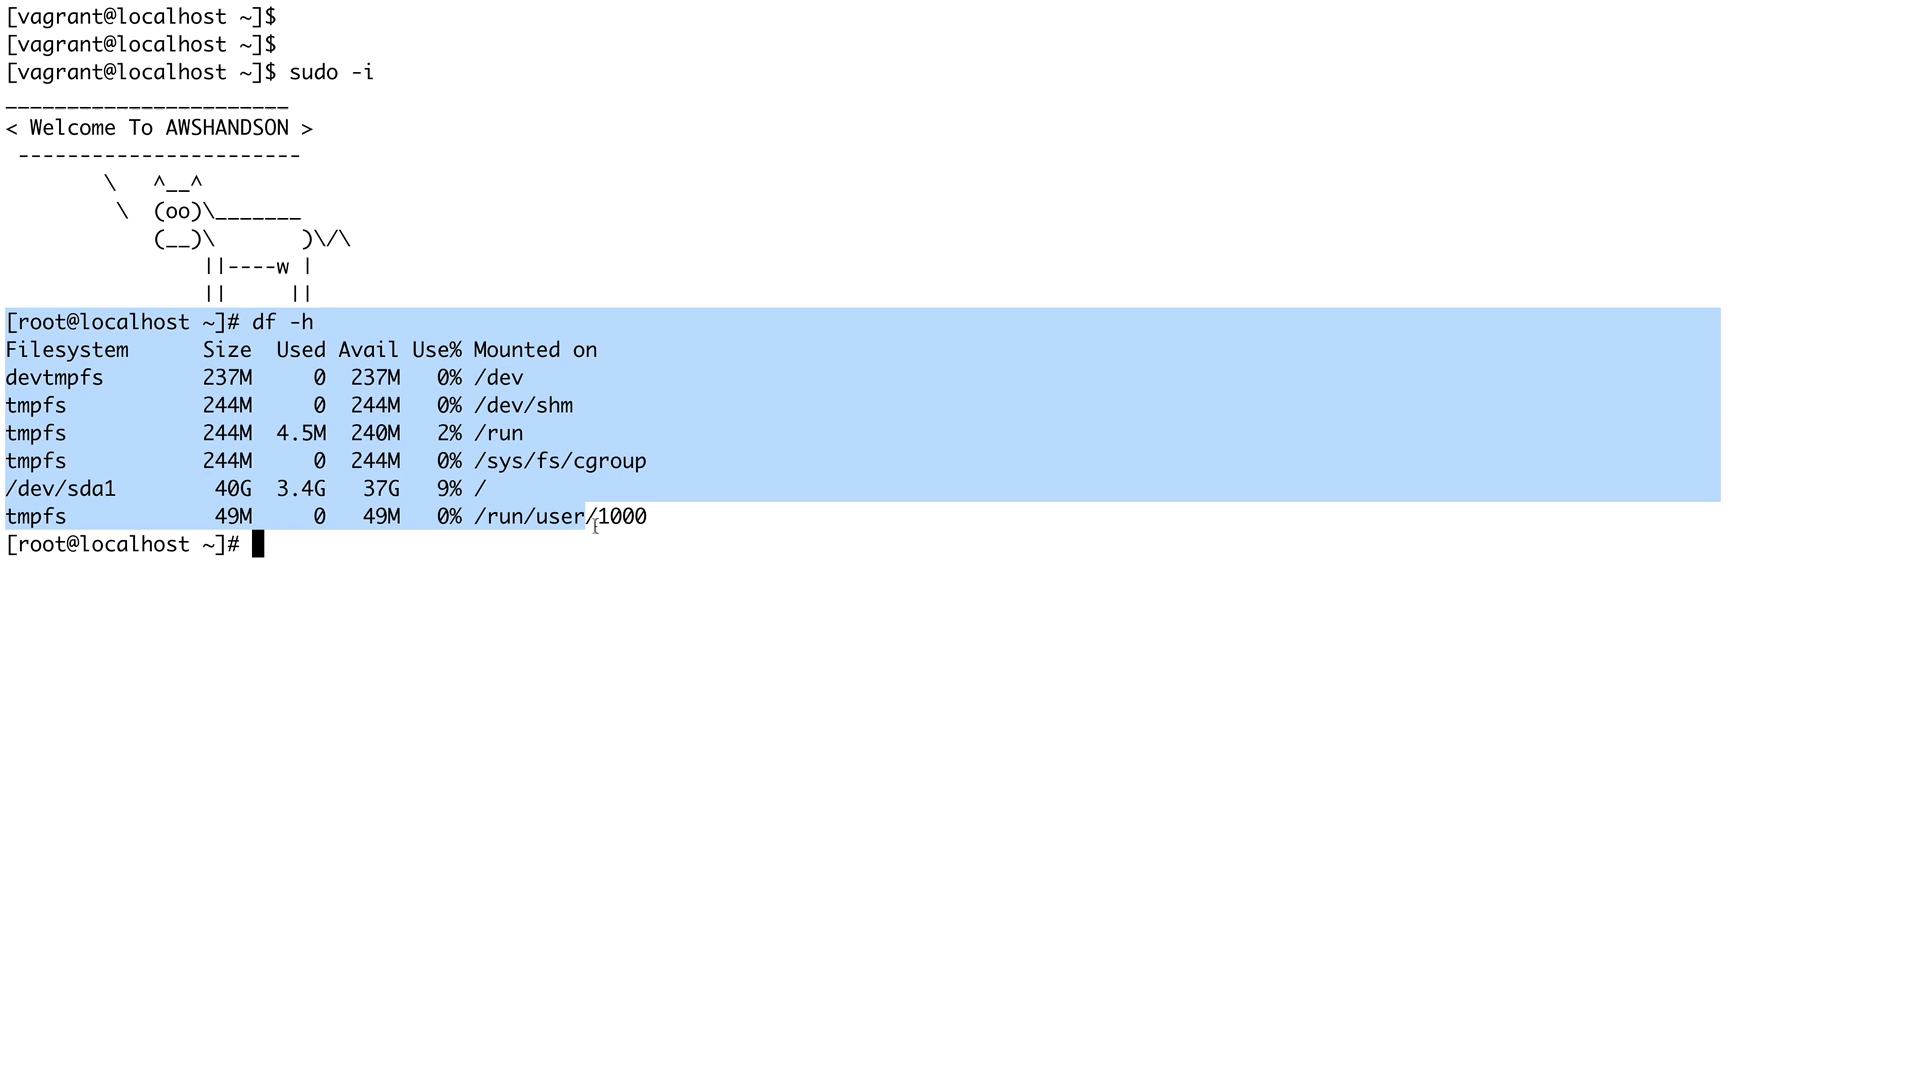 [vagrant@localhost ~]$
[vagrant@localhost ~]$
[vagrant@localhost ~]$ sudo -i
_______________________
< Welcome To AWSHANDSON >
 -----------------------
        \   ^__^
         \  (oo)\_______
            (__)\       )\/\
                ||----w |
                ||     ||
[root@localhost ~]# df -h
Filesystem      Size  Used Avail Use% Mounted on
devtmpfs        237M     0  237M   0% /dev
tmpfs           244M     0  244M   0% /dev/shm
tmpfs           244M  4.5M  240M   2% /run
tmpfs           244M     0  244M   0% /sys/fs/cgroup
/dev/sda1        40G  3.4G   37G   9% /
tmpfs            49M     0   49M   0% /run/user/1000
[root@localhost ~]#